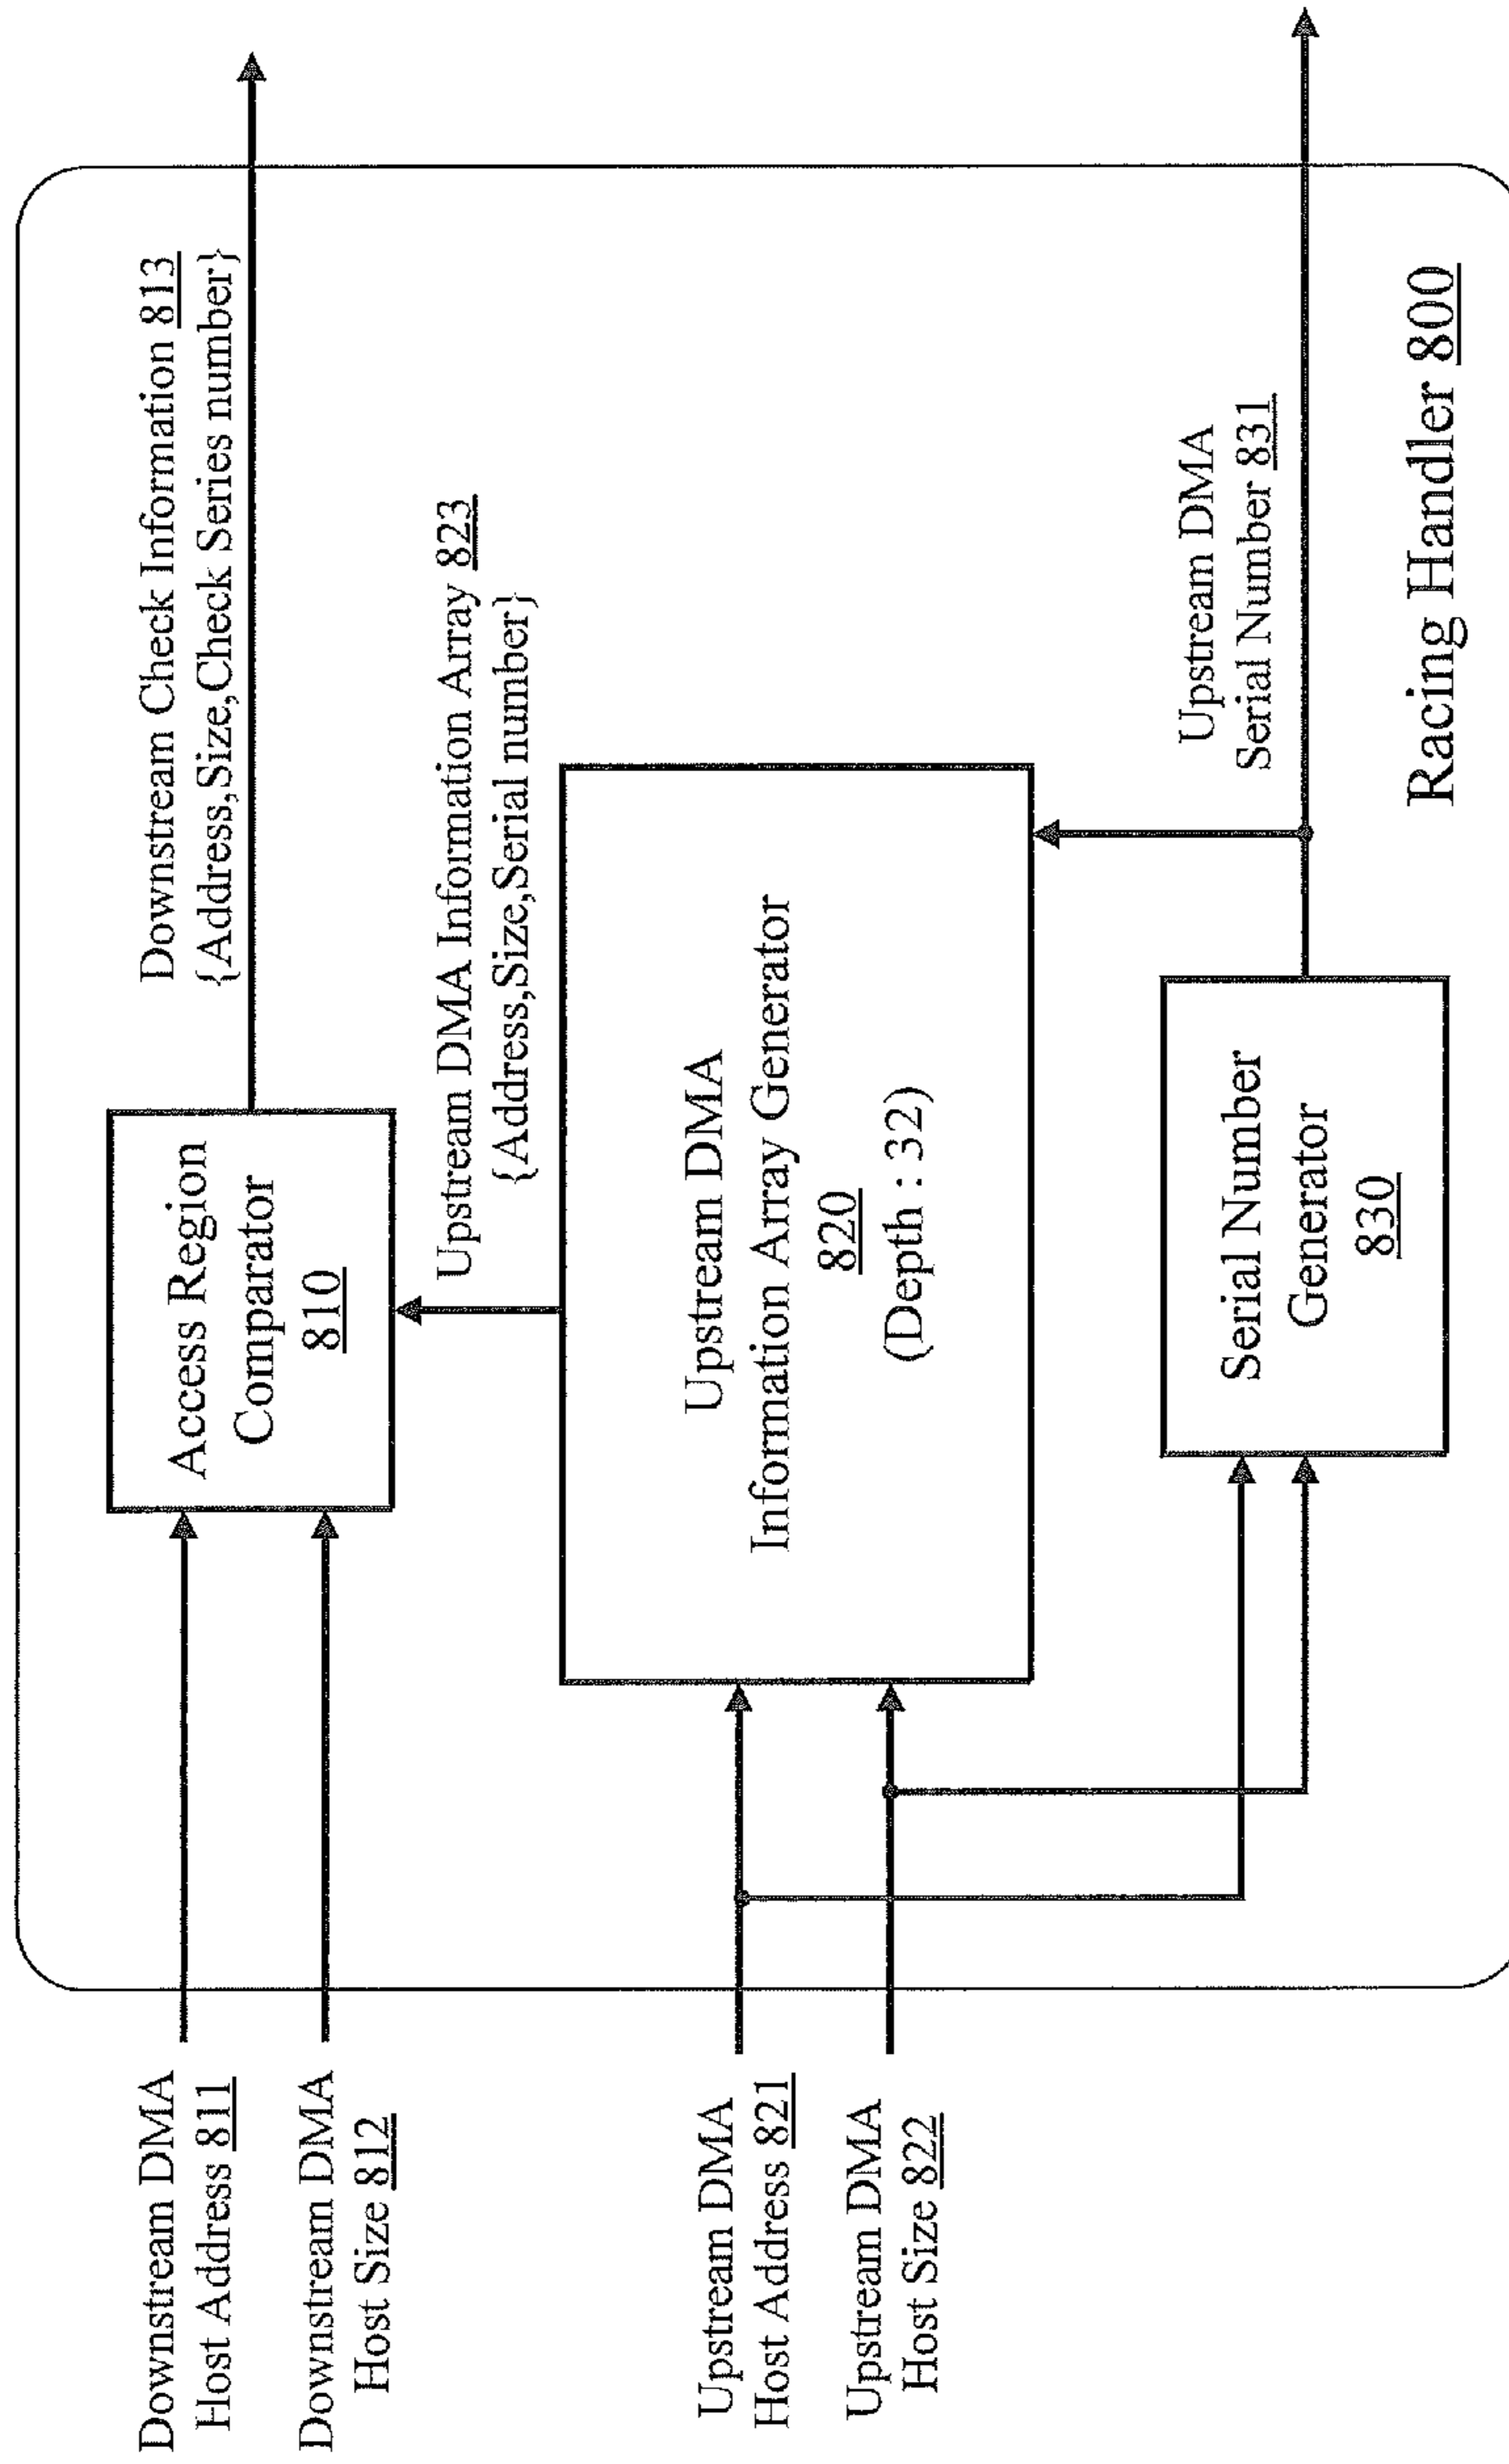 Downstream DMA
Host Address 811
Downstream DMA
Host Size 812
Upstream DMA
Host Address 821
Upstream DMA
Host Size 822
Access Region
Comparator
810
Downstream Check Information 813
{Address,Size,Check Series number}
Upstream DMA Information Array 823
{Address,Size,Serial number}
Upstream DMA
Information Array Generator
820
(Depth : 32)
Serial Number
Generator
830
Upstream DMA
Serial Number 831
Racing Handler 800